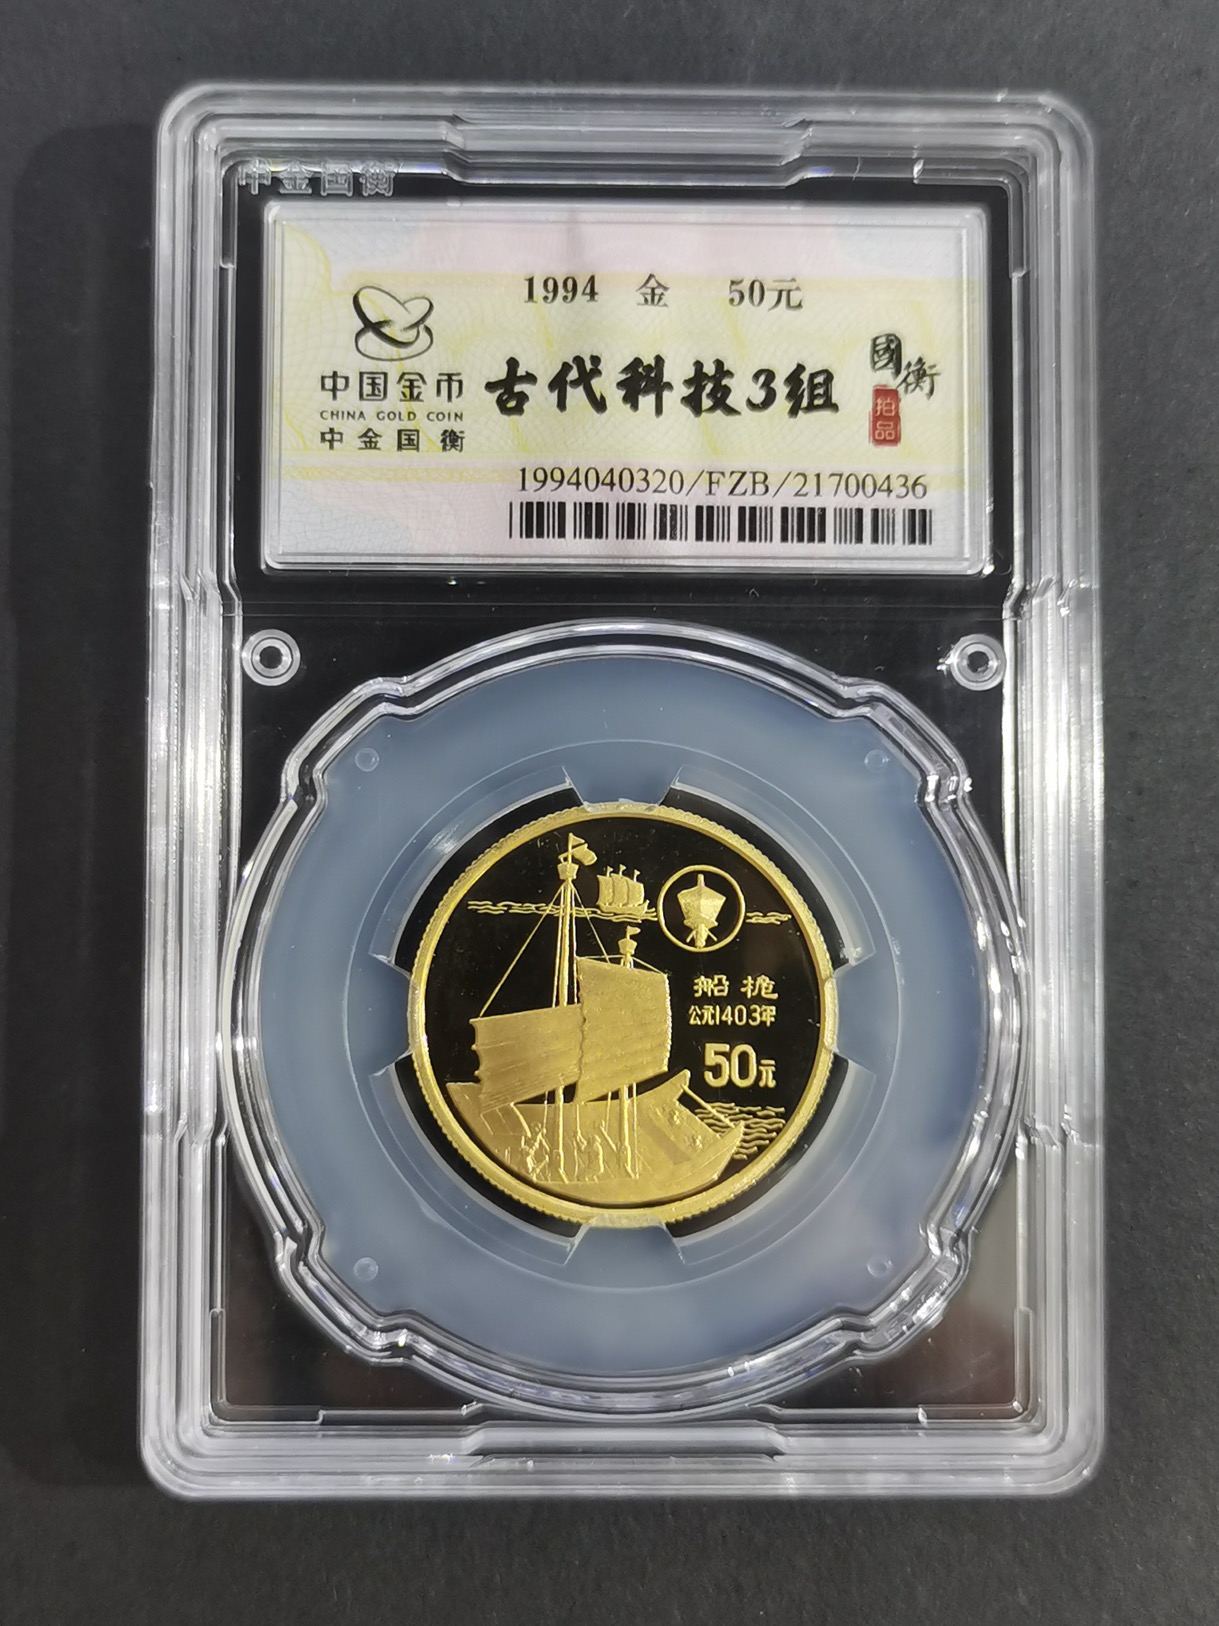 中金国衡
1994 金 50元
中国金币
CHINA GOLD COIN
中金国衡
古代科技3组
國衡
拍品
1994040320/FZB/21700436
船桅
公元1403年
50元